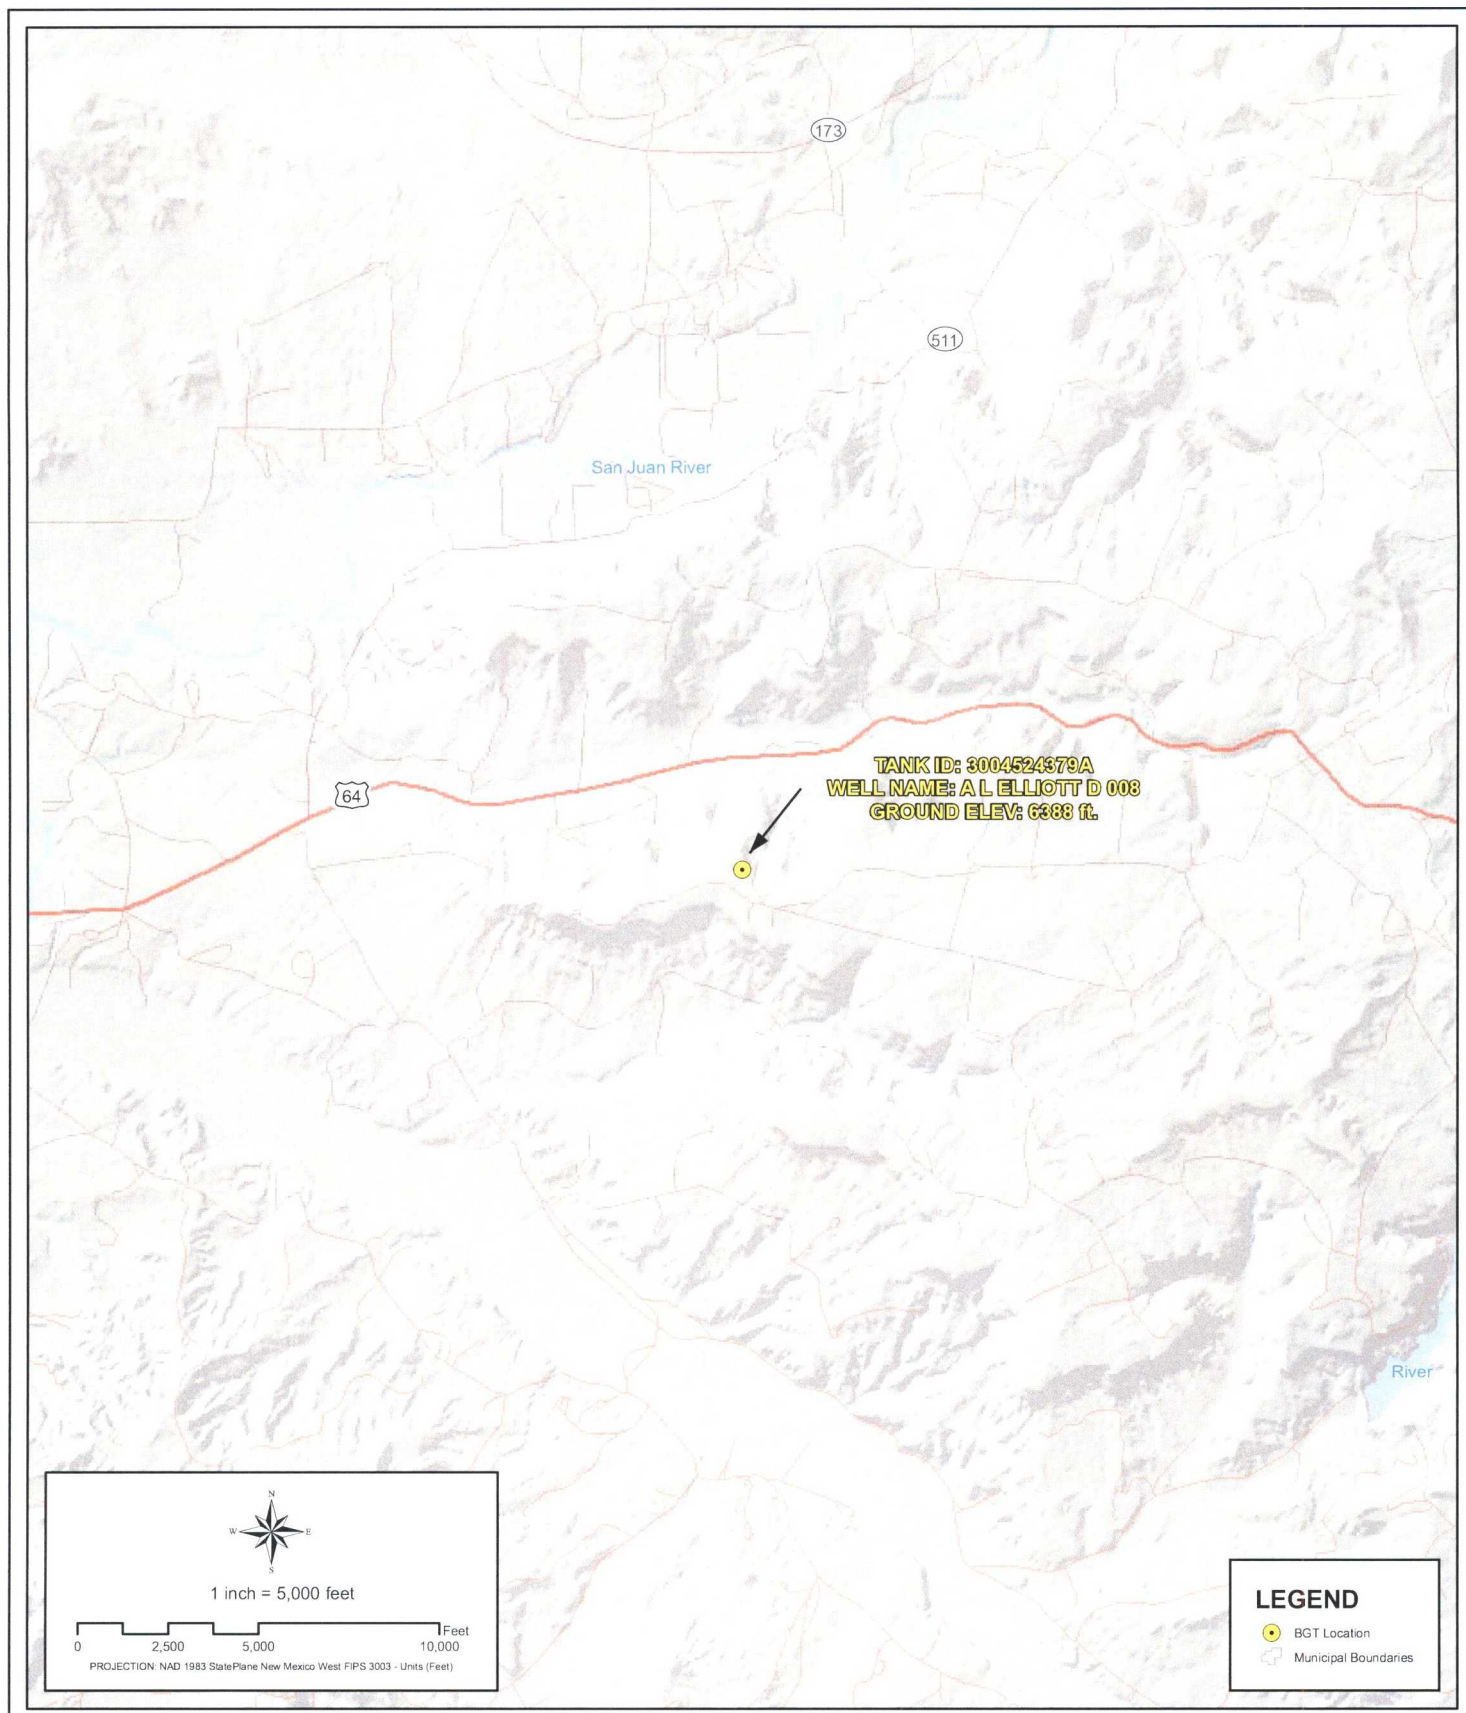 173
511
San Juan River
64
TANK ID: 3004524379A
WELL NAME: A L ELLIOTT D 008
GROUND ELEV: 6388 ft.
River
N
W E
S
1 inch = 5,000 feet
Feet
0 2,500 5,000 10,000
PROJECTION: NAD 1983 StatePlane New Mexico West FIPS 3003 - Units (Feet)
LEGEND
BGT Location
Municipal Boundaries